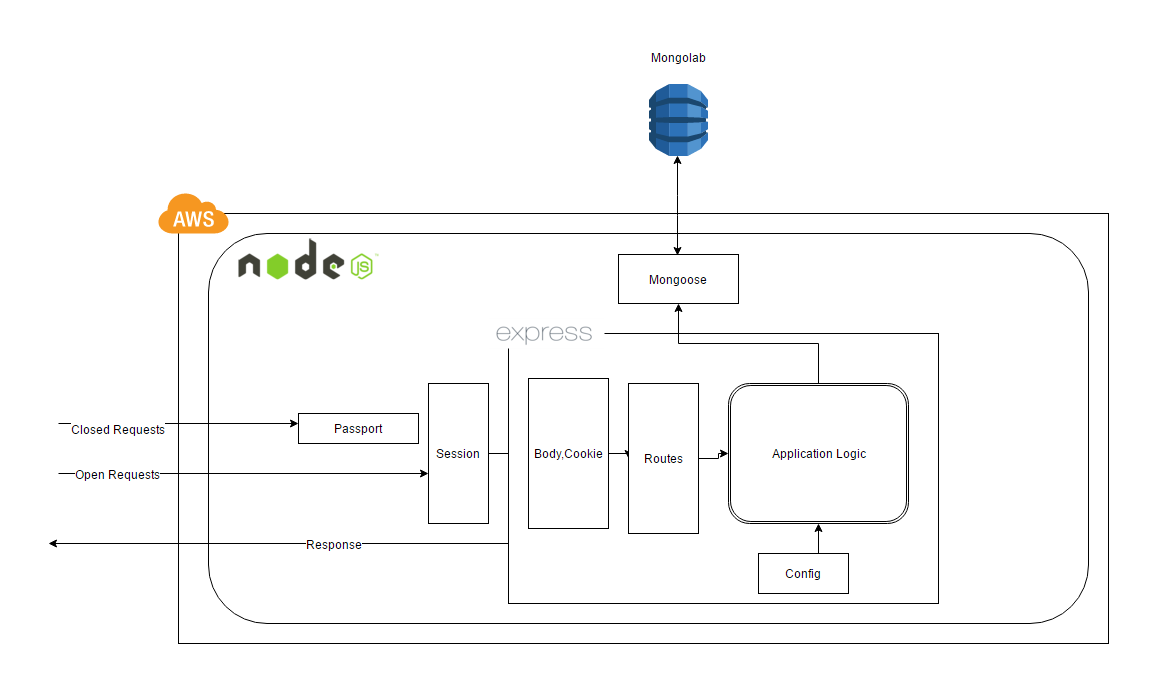 Mongolab
AWS
node
JS
Mongoose
express
Closed Requests
Passport
Session
Body,Cookie
Routes
Application Logic
Open Requests
Response
Config